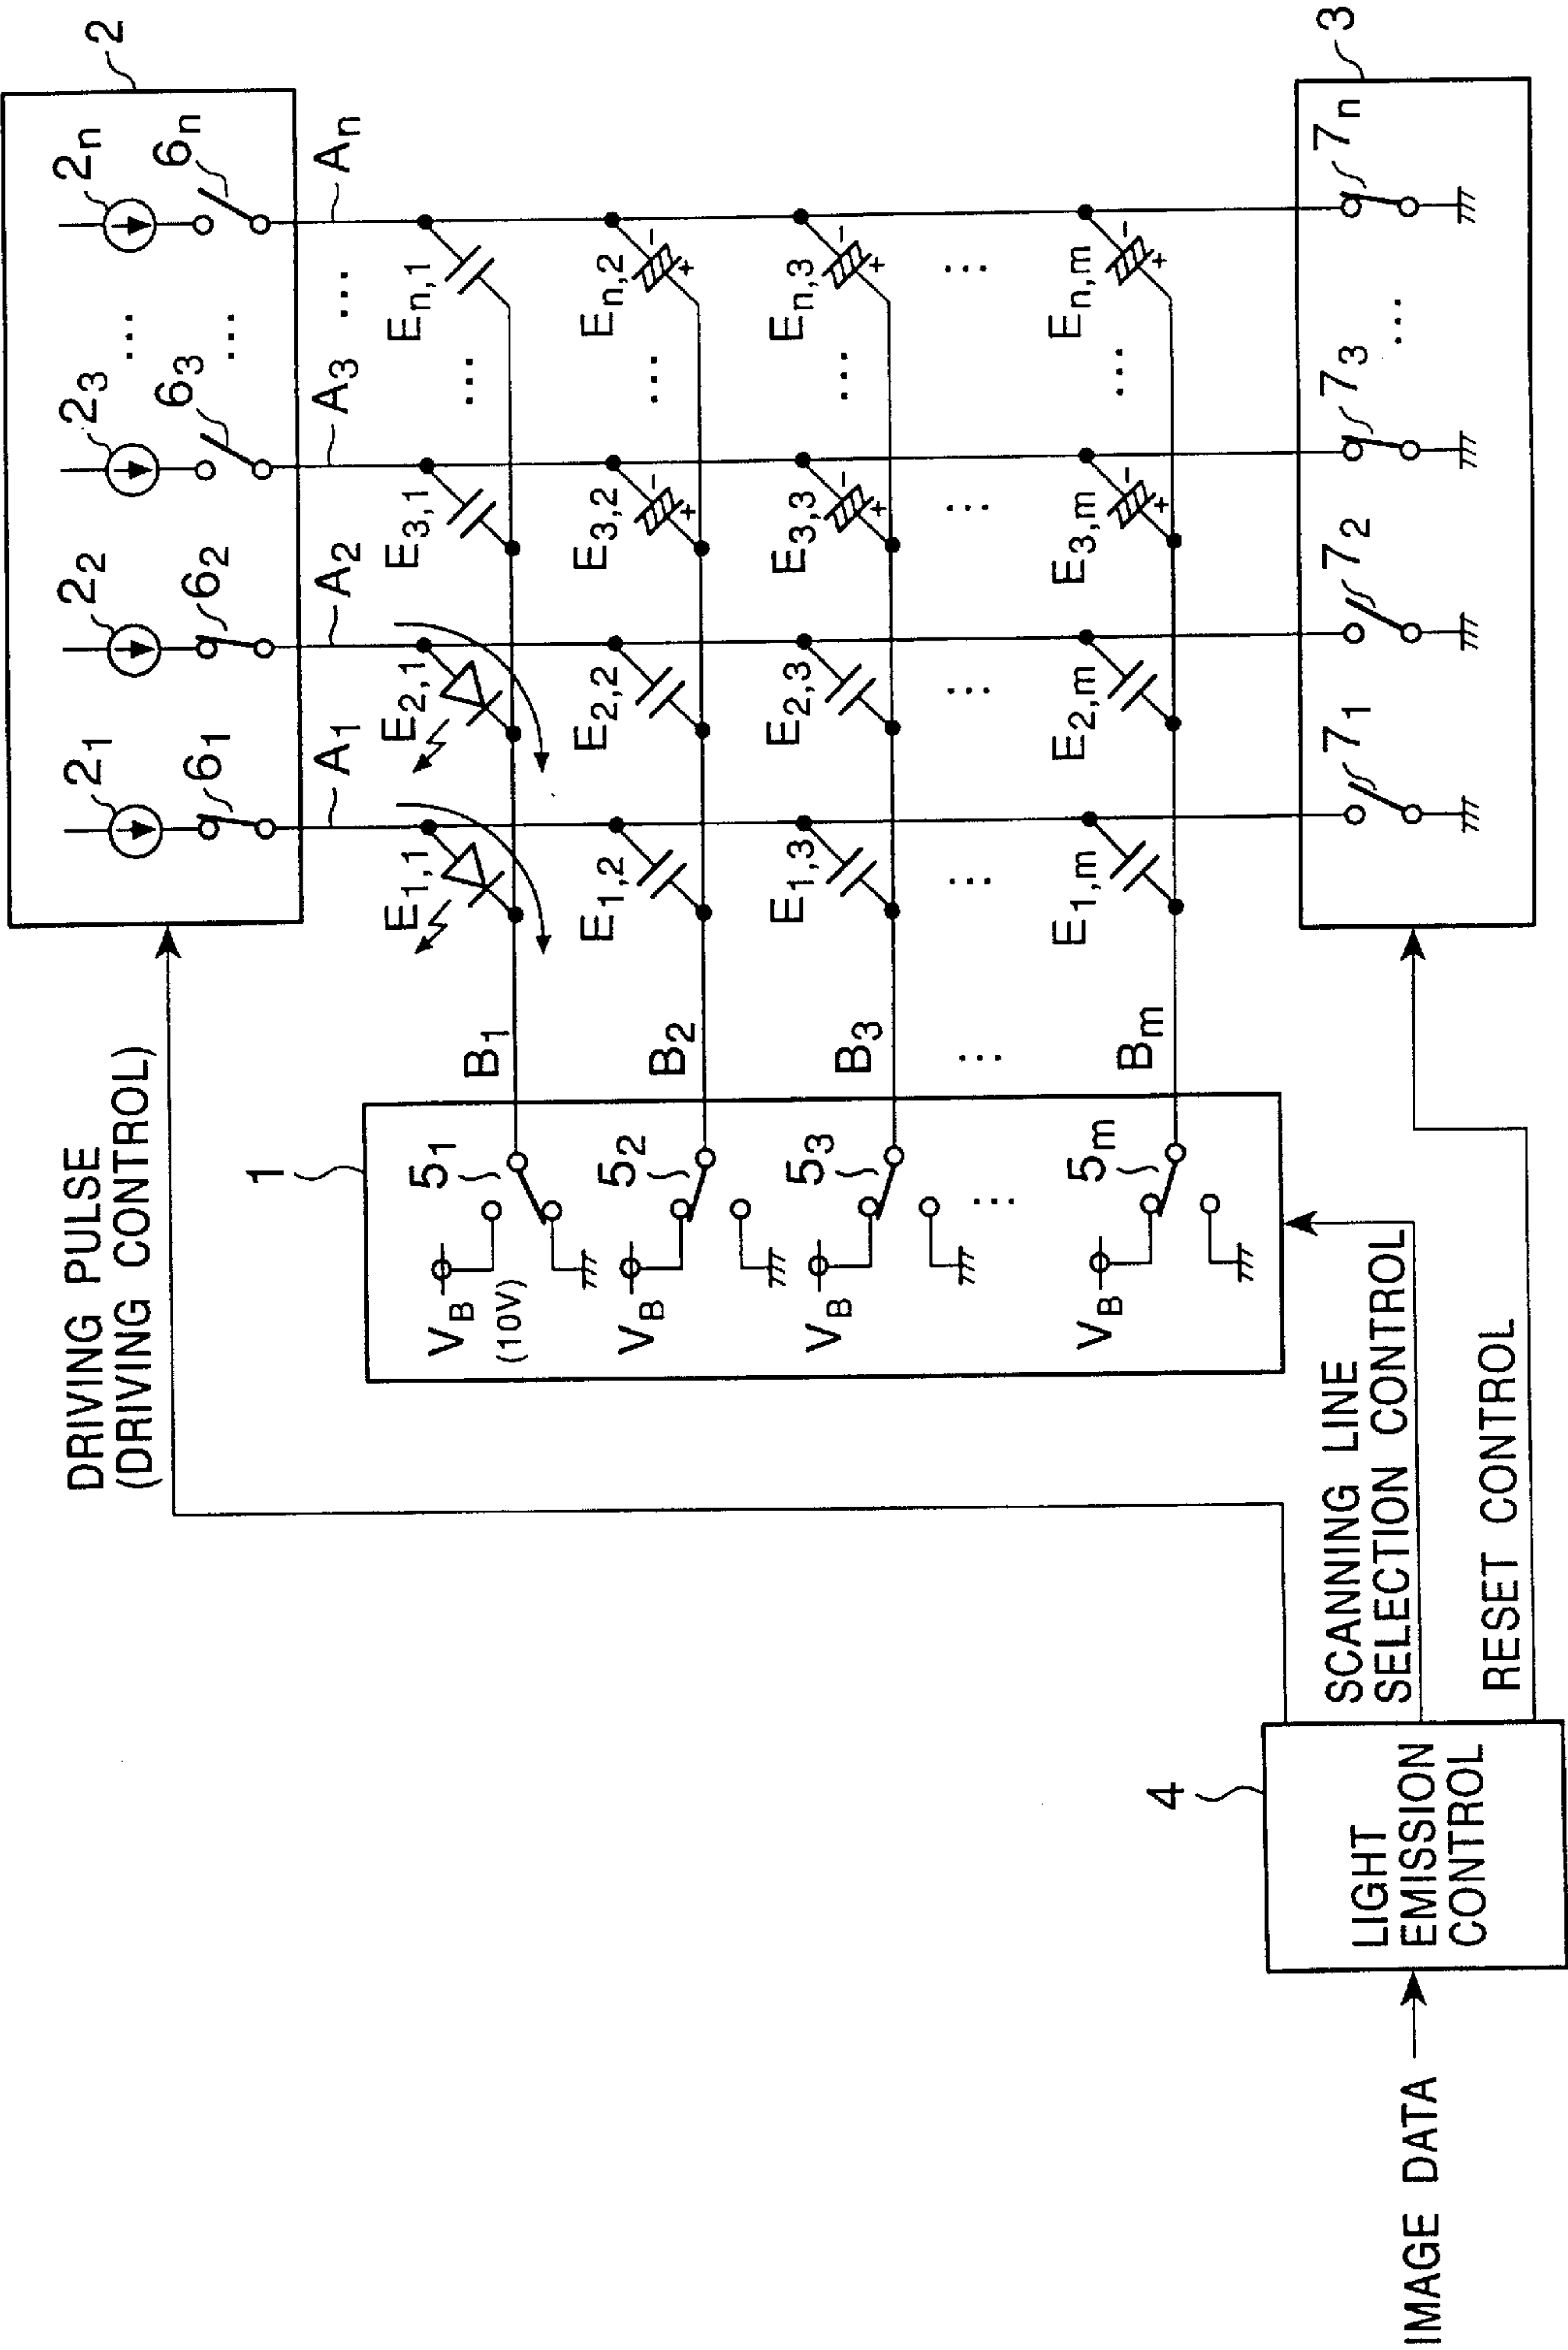 2
2₁ 2₂ 2₃ ... 2ₙ
6₁ 6₂ 6₃ ... 6ₙ
A₁ A₂ A₃ ... Aₙ
DRIVING PULSE
(DRIVING CONTROL)
1
V_B
(10V)
5₁
B₁
E₁,₁ E₂,₁ E₃,₁ ... Eₙ,₁
V_B
5₂
B₂
E₁,₂ E₂,₂ E₃,₂ ... Eₙ,₂
- -
+ +
V_B
5₃
B₃
E₁,₃ E₂,₃ E₃,₃ ... Eₙ,₃
- -
+ +
... ... ... ... ... ...
V_B
5ₘ
Bₘ
E₁,ₘ E₂,ₘ E₃,ₘ ... Eₙ,ₘ
- -
+ +
7₁ 7₂ 7₃ ... 7ₙ
3
SCANNING LINE
SELECTION CONTROL
RESET CONTROL
4
LIGHT
EMISSION
CONTROL
IMAGE DATA